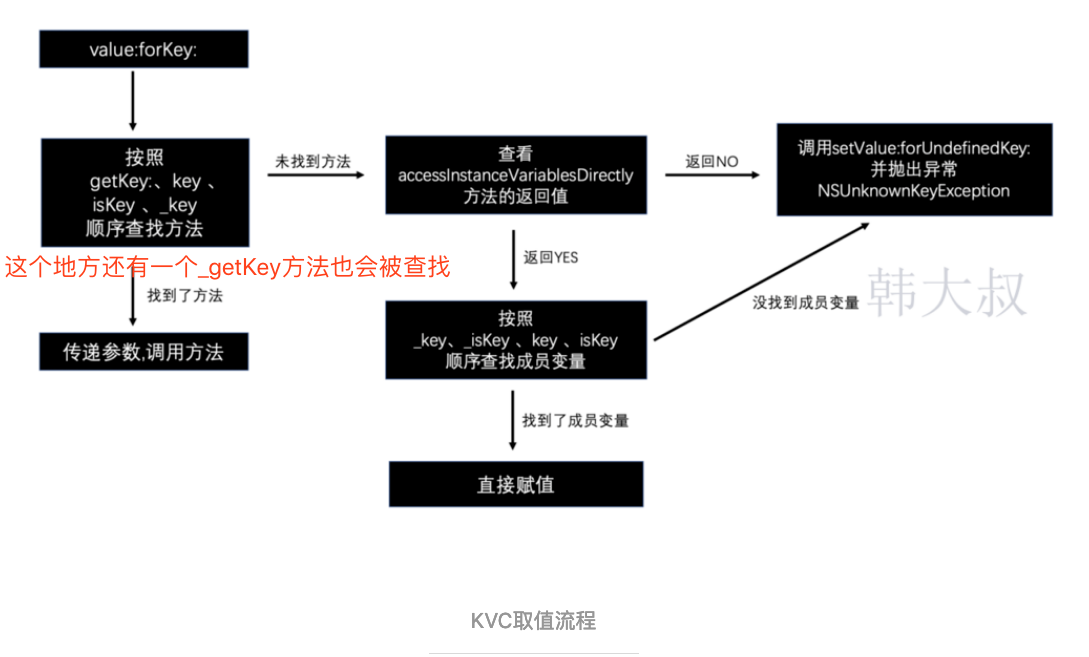 value:forKey:
按照
getKey:、key 、
isKey 、_key
顺序查找方法
未找到方法
查看
accessInstanceVariablesDirectly
方法的返回值
返回NO
调用setValue:forUndefinedKey:
并抛出异常
NSUnknownKeyException
这个地方还有一个_getKey方法也会被查找
找到了方法
传递参数,调用方法
返回YES
按照
_key、_isKey 、key 、isKey
顺序查找成员变量
没找到成员变量
韩大叔
找到了成员变量
直接赋值
KVC取值流程